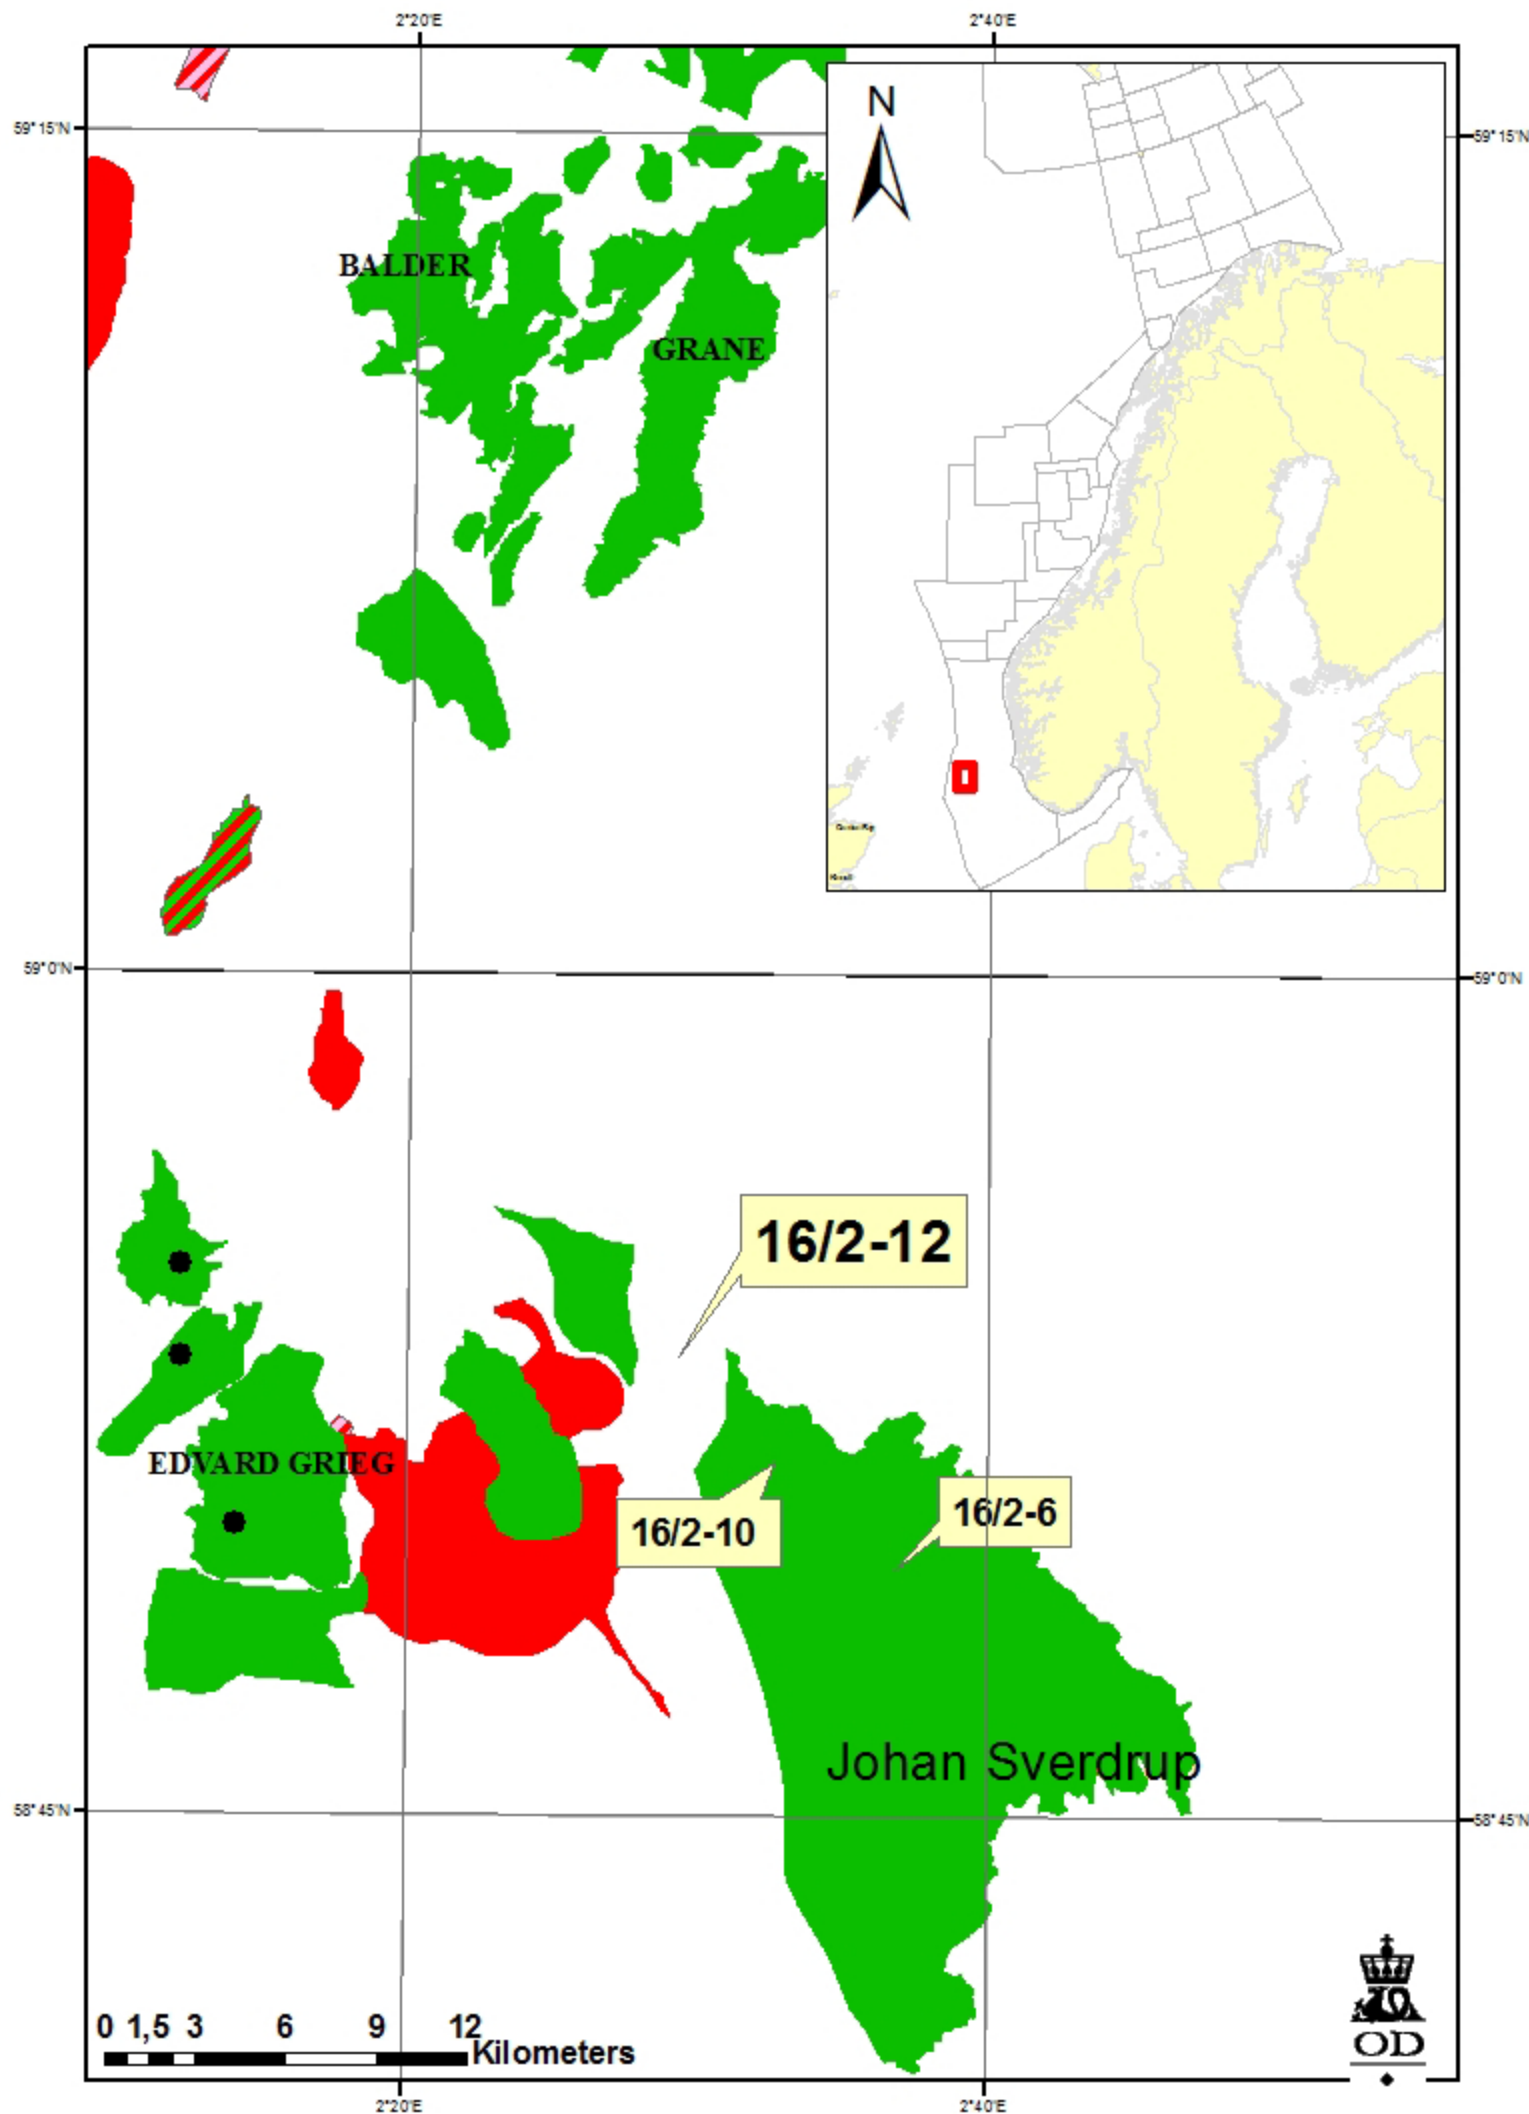 2°20'E 2°40'E
59°15'N 59°15'N
N
BALDER
GRANE
59°0'N 59°0'N
16/2-12
EDVARD GRIEG
16/2-6
16/2-10
Johan Sverdrup
58°45'N 58°45'N
0 1,5 3 6 9 12
Kilometers
OD
2°20'E 2°40'E